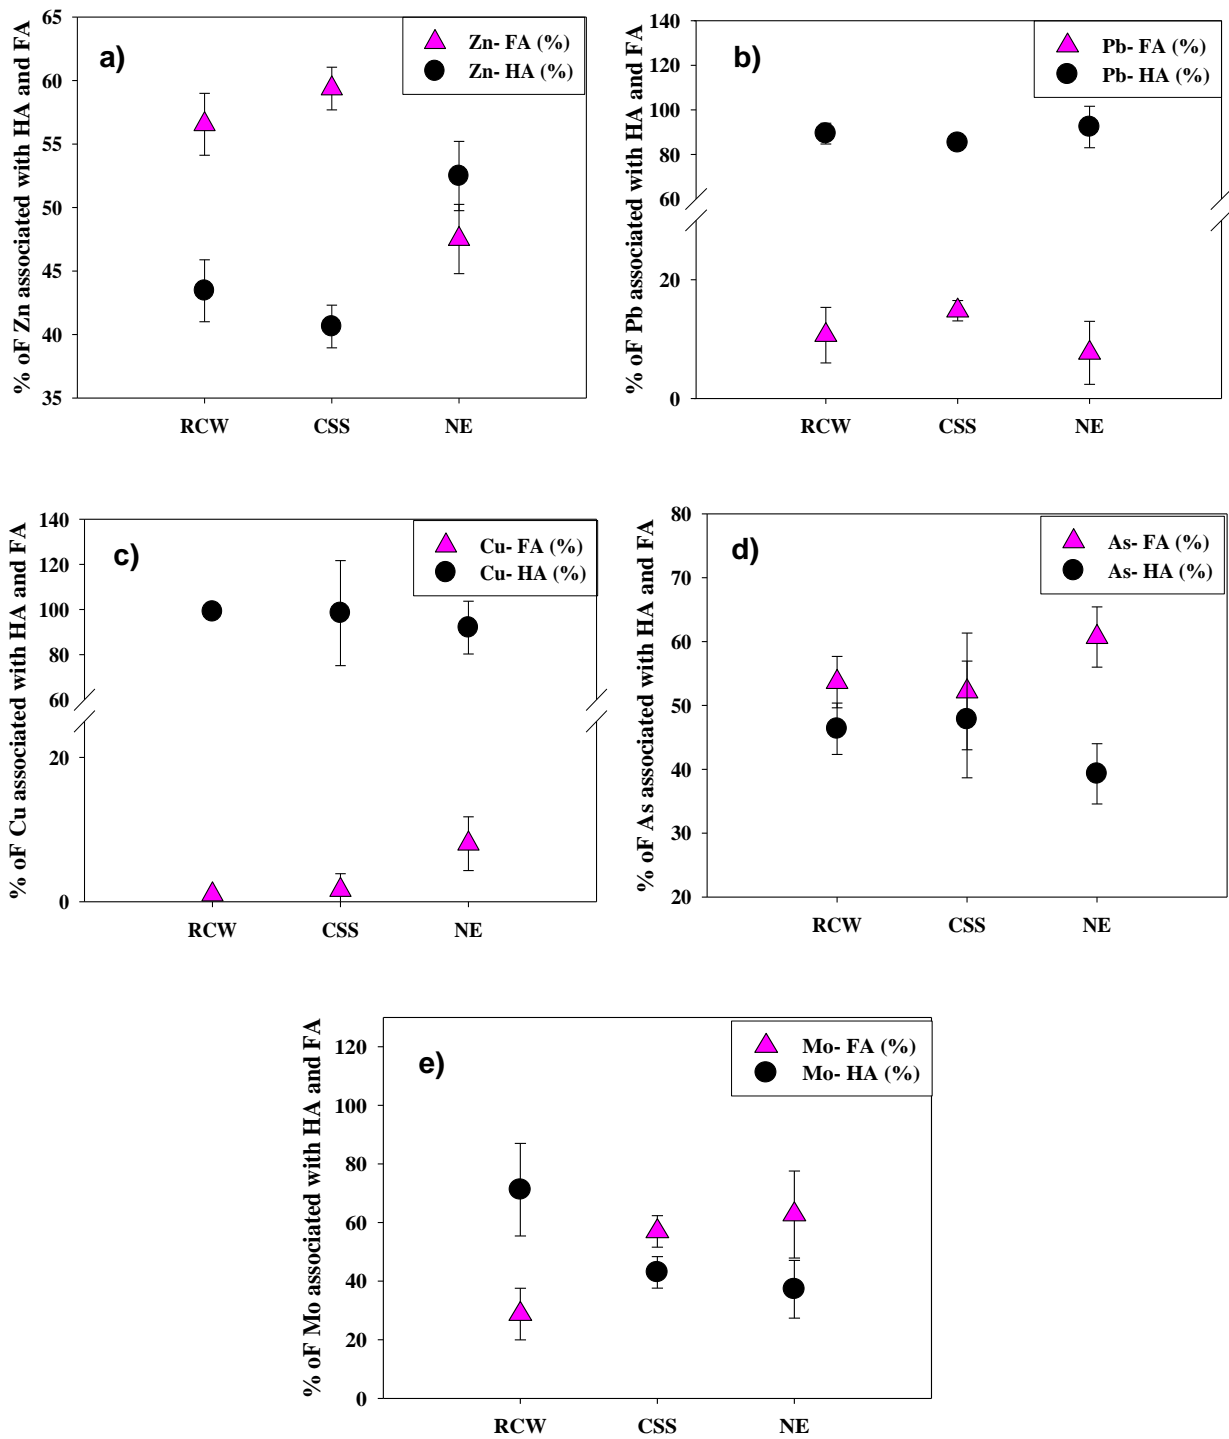 % oF Zn associated with HA and FA
65
60
55
50
45
40
35
a)
Zn- FA (%)
Zn- HA (%)
RCW CSS NE
% oF Pb associated with HA and FA
140
120
100
80
60
20
0
b)
Pb- FA (%)
Pb- HA (%)
RCW CSS NE
% oF Cu associated with HA and FA
140
120
100
80
60
20
0
c)
Cu- FA (%)
Cu- HA (%)
RCW CSS NE
% oF As associated with HA and FA
80
70
60
50
40
30
20
d)
As- FA (%)
As- HA (%)
RCW CSS NE
% oF Mo associated with HA and FA
120
100
80
60
40
20
0
e)
Mo- FA (%)
Mo- HA (%)
RCW CSS NE